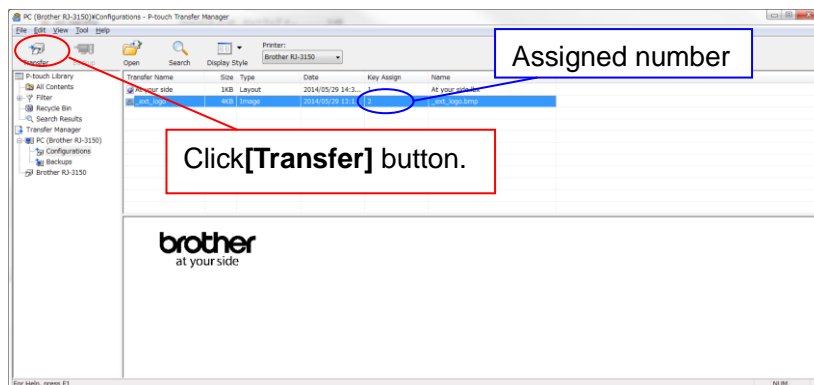 PC (Brother RJ-3150)¥Configurations - P-touch Transfer Manager
File Edit View Tool Help
Transfer
Open Search Display Style Printer:
Brother RJ-3150
Assigned number
P-touch Library
All Contents
Filter
Recycle Bin
Search Results
Transfer Manager
PC (Brother RJ-3150)
Configurations
Backups
Brother RJ-3150
Transfer Name Size Type Date Key Assign Name
At your side 1KB Layout 2014/05/29 14:3... 1 At your side.lbx
_ext_logo 4KB Image 2014/05/29 13:1... 2 _ext_logo.bmp
Click[Transfer] button.
brother
at your side
For Help, press F1
NUM